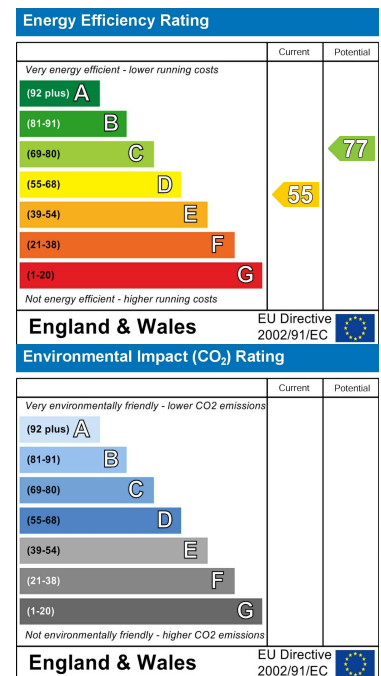 Energy Efficiency Rating
Current Potential
Very energy efficient - lower running costs
(92 plus) A
(81-91) B
(69-80) C
77
(55-68) D
55
(39-54) E
(21-38) F
(1-20) G
Not energy efficient - higher running costs
England & Wales
EU Directive
2002/91/EC
Environmental Impact (CO₂) Rating
Current Potential
Very environmentally friendly - lower CO2 emissions
(92 plus) A
(81-91) B
(69-80) C
(55-68) D
(39-54) E
(21-38) F
(1-20) G
Not environmentally friendly - higher CO2 emissions
England & Wales
EU Directive
2002/91/EC